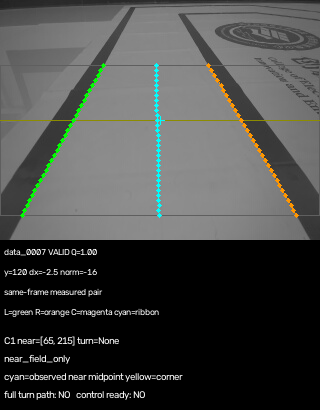 data_0007 VALID Q=1.00
y=120 dx=-2.5 norm=-16
same-frame measured pair
L=green R=orange C=magenta cyan=ribbon
C1 near=[65, 215] turn=None
near_field_only
cyan=observed near midpoint yellow=corner
full turn path: NO control ready: NO